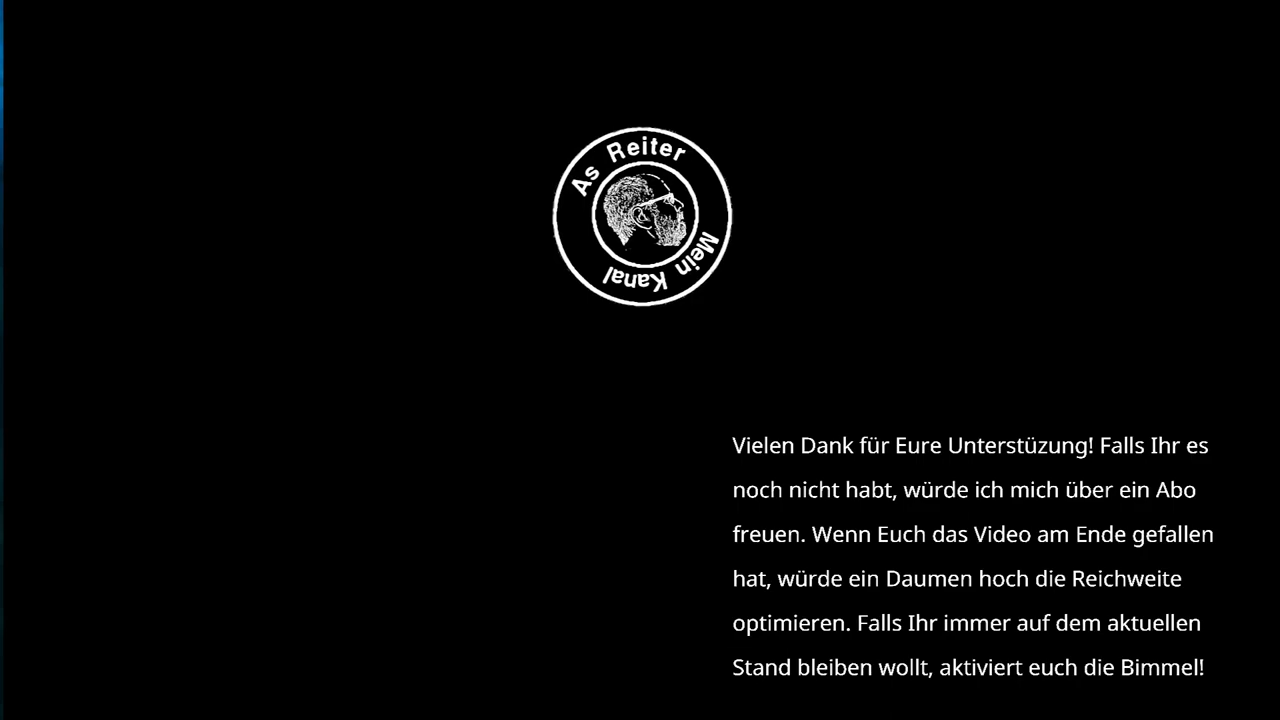 As Reiter
Mein Kanal
Vielen Dank für Eure Unterstüzung! Falls Ihr es
noch nicht habt, würde ich mich über ein Abo
freuen. Wenn Euch das Video am Ende gefallen
hat, würde ein Daumen hoch die Reichweite
optimieren. Falls Ihr immer auf dem aktuellen
Stand bleiben wollt, aktiviert euch die Bimmel!